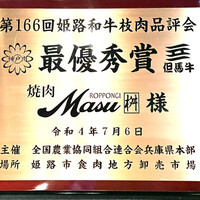 第166回姫路和牛枝肉品評会
最優秀賞 三 但馬牛
焼肉 ROPPONGI Masu 桝 様
令和4年7月6日
主催 全国農業協同組合連合会兵庫県本部
場所 姫路市食肉地方卸売市場